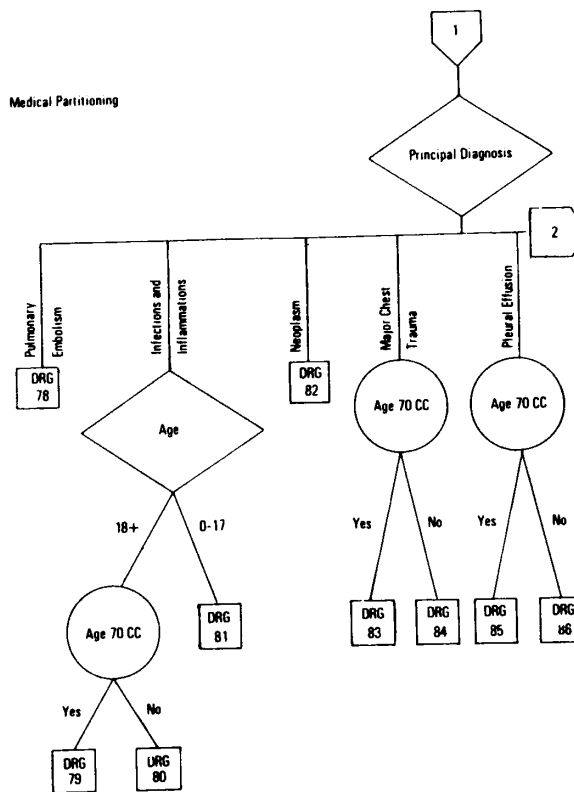 1
Medical Partitioning
Principal Diagnosis
2
Pulmonary
Embolism
Infections and
Inflammations
Neoplasm
Major Chest
Trauma
Pleural Effusion
DRG
78
Age
DRG
82
Age 70 CC
Age 70 CC
18+
0-17
Yes
No
Yes
No
Age 70 CC
DRG
81
DRG
83
DRG
84
DRG
85
DRG
86
Yes
No
DRG
79
DRG
80